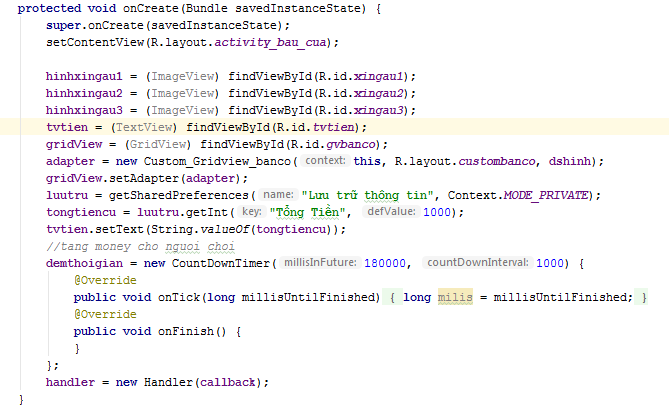 protected void onCreate(Bundle savedInstanceState) {
super.onCreate(savedInstanceState);
setContentView(R.layout.activity_bau_cua);
hinhxingau1 = (ImageView) findViewById(R.id.xingau1);
hinhxingau2 = (ImageView) findViewById(R.id.xingau2);
hinhxingau3 = (ImageView) findViewById(R.id.xingau3);
tvtien = (TextView) findViewById(R.id.tvtien);
gridView = (GridView) findViewById(R.id.gvbanco);
adapter = new Custom_Gridview_banco( context: this, R.layout.custombanco, dshinh);
gridView.setAdapter(adapter);
luutru = getSharedPreferences( name: "Lưu trữ thông tin", Context.MODE_PRIVATE);
tongtiencu = luutru.getInt( key: "Tổng Tiền", defValue: 1000);
tvtien.setText(String.valueOf(tongtiencu));
//tang money cho nguoi choi
demthoigian = new CountDownTimer( millisInFuture: 180000, countDownInterval: 1000) {
@Override
public void onTick(long millisUntilFinished) { long milis = millisUntilFinished; }
@Override
public void onFinish() {
}
};
handler = new Handler(callback);
}